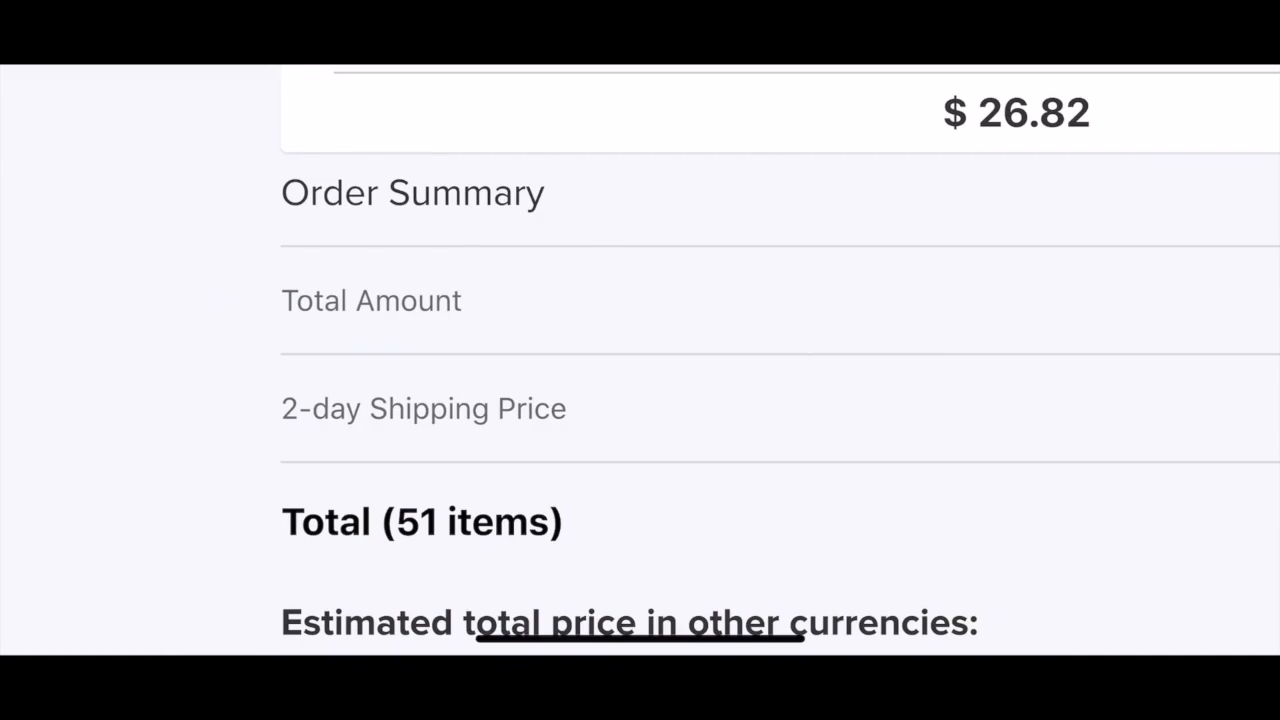 $ 26.82
Order Summary
Total Amount
2-day Shipping Price
Total (51 items)
Estimated total price in other currencies: